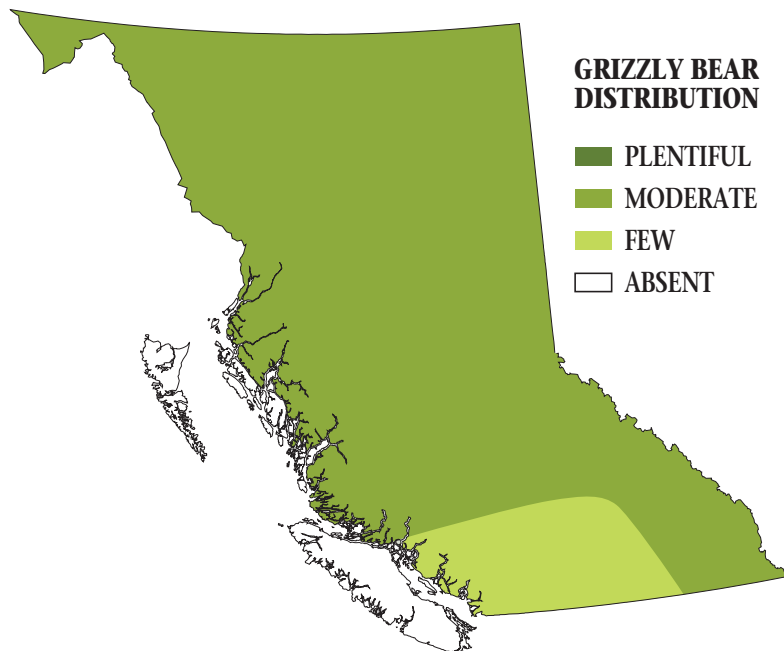 GRIZZLY BEAR
DISTRIBUTION
PLENTIFUL
MODERATE
FEW
ABSENT